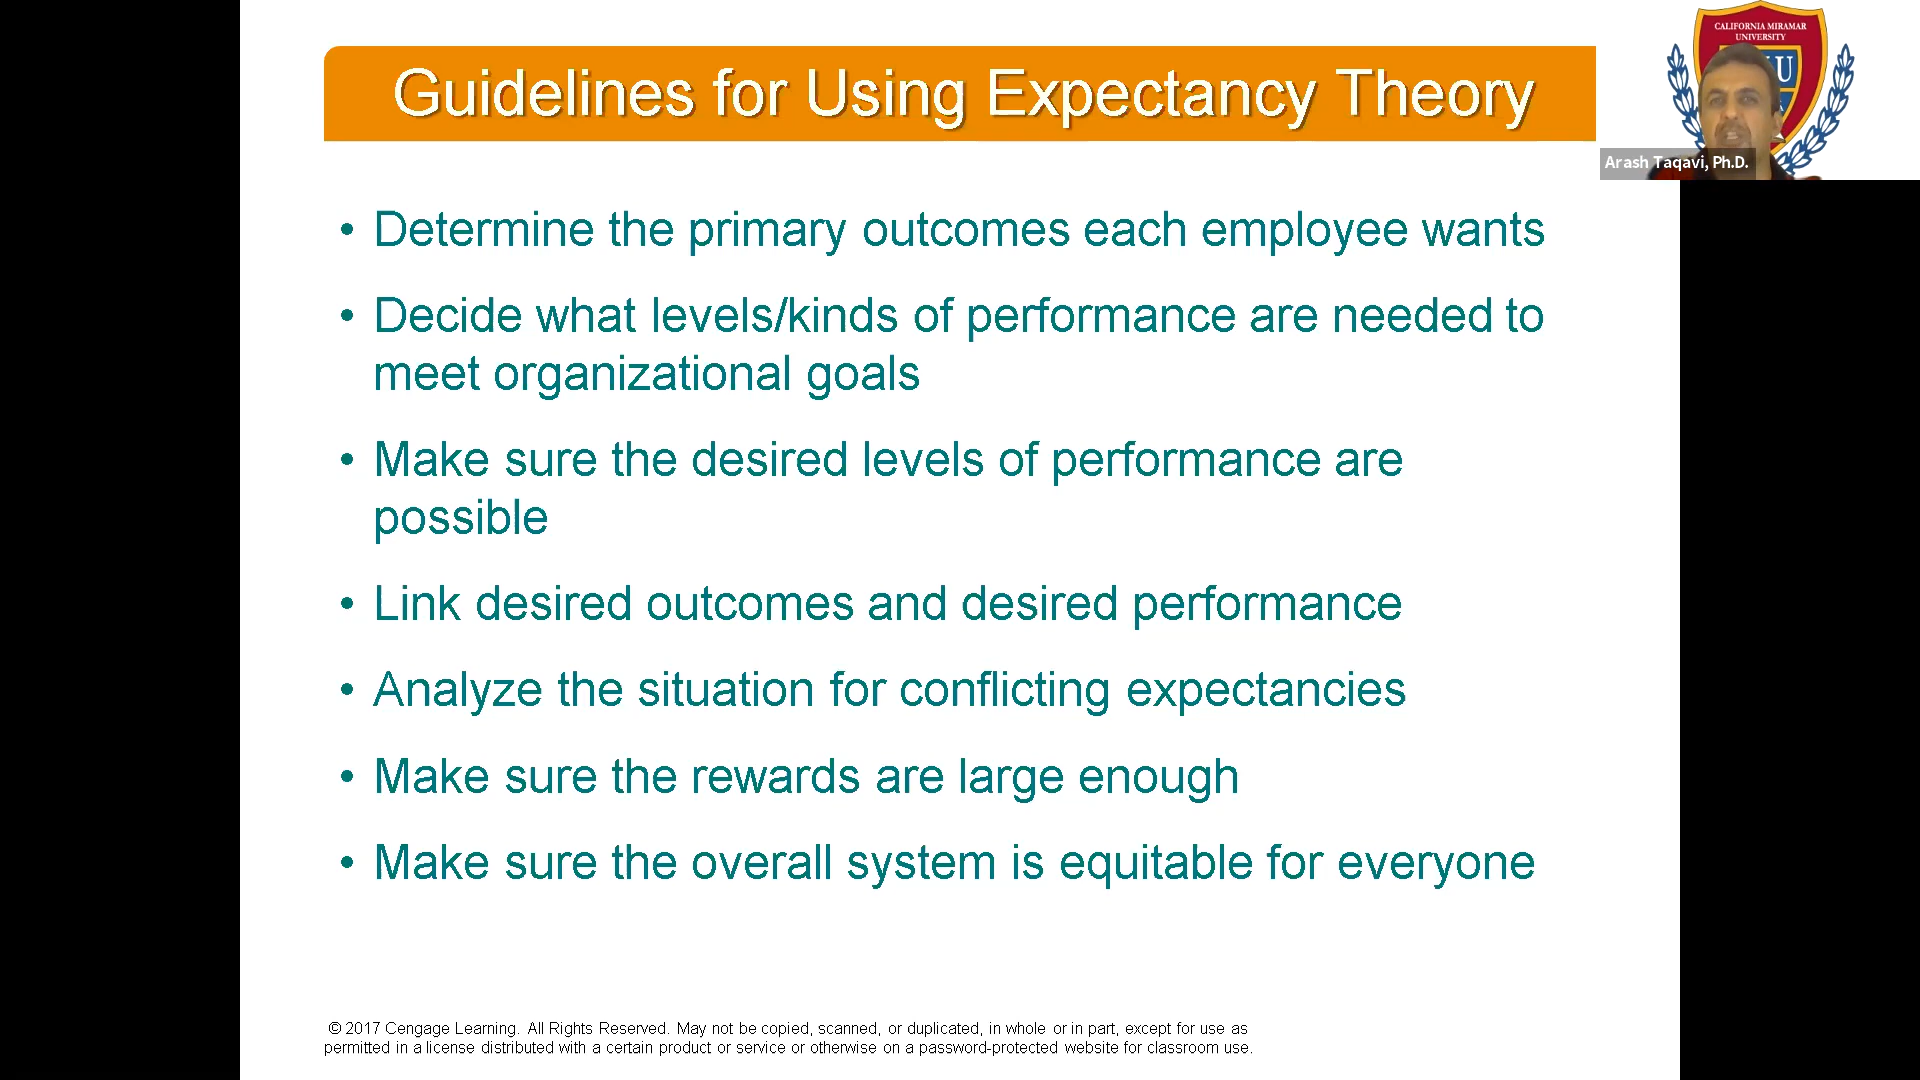 Guidelines for Using Expectancy Theory
CALIFORNIA MIRAMAR
UNIVERSITY
U
Arash Taqavi, Ph.D.
• Determine the primary outcomes each employee wants
• Decide what levels/kinds of performance are needed to
meet organizational goals
• Make sure the desired levels of performance are
possible
• Link desired outcomes and desired performance
• Analyze the situation for conflicting expectancies
• Make sure the rewards are large enough
• Make sure the overall system is equitable for everyone
© 2017 Cengage Learning. All Rights Reserved. May not be copied, scanned, or duplicated, in whole or in part, except for use as
permitted in a license distributed with a certain product or service or otherwise on a password-protected website for classroom use.